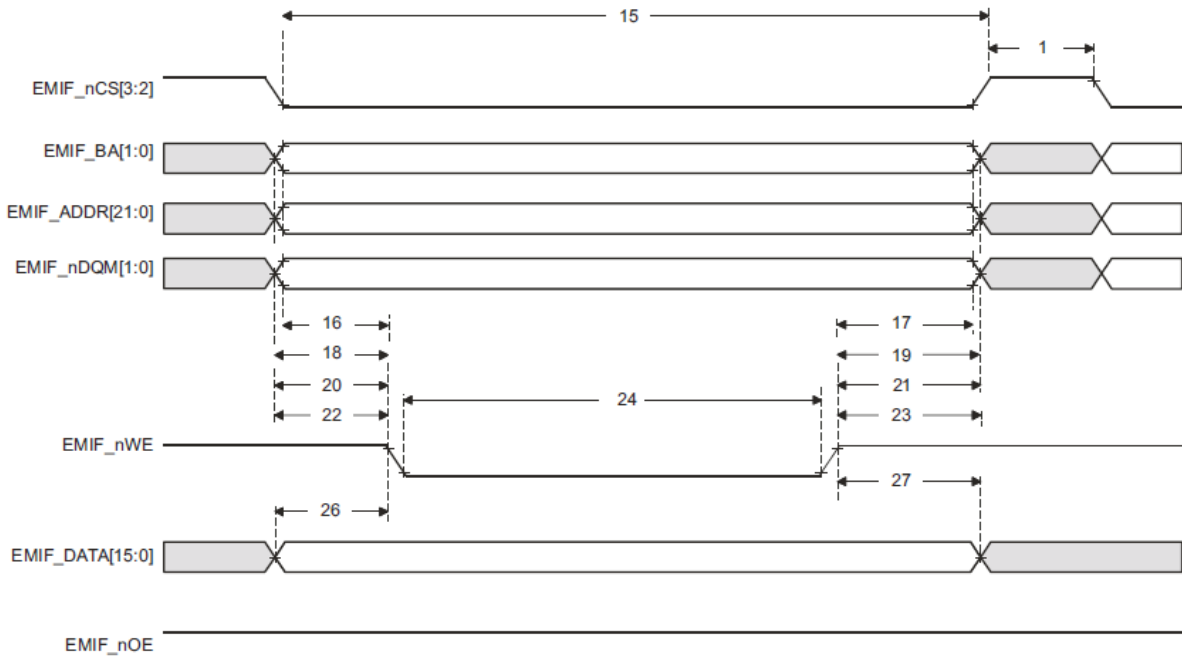 15
1
EMIF_nCS[3:2]
EMIF_BA[1:0]
EMIF_ADDR[21:0]
EMIF_nDQM[1:0]
16 17
18 19
20 21
22 24 23
EMIF_nWE
26 27
EMIF_DATA[15:0]
EMIF_nOE